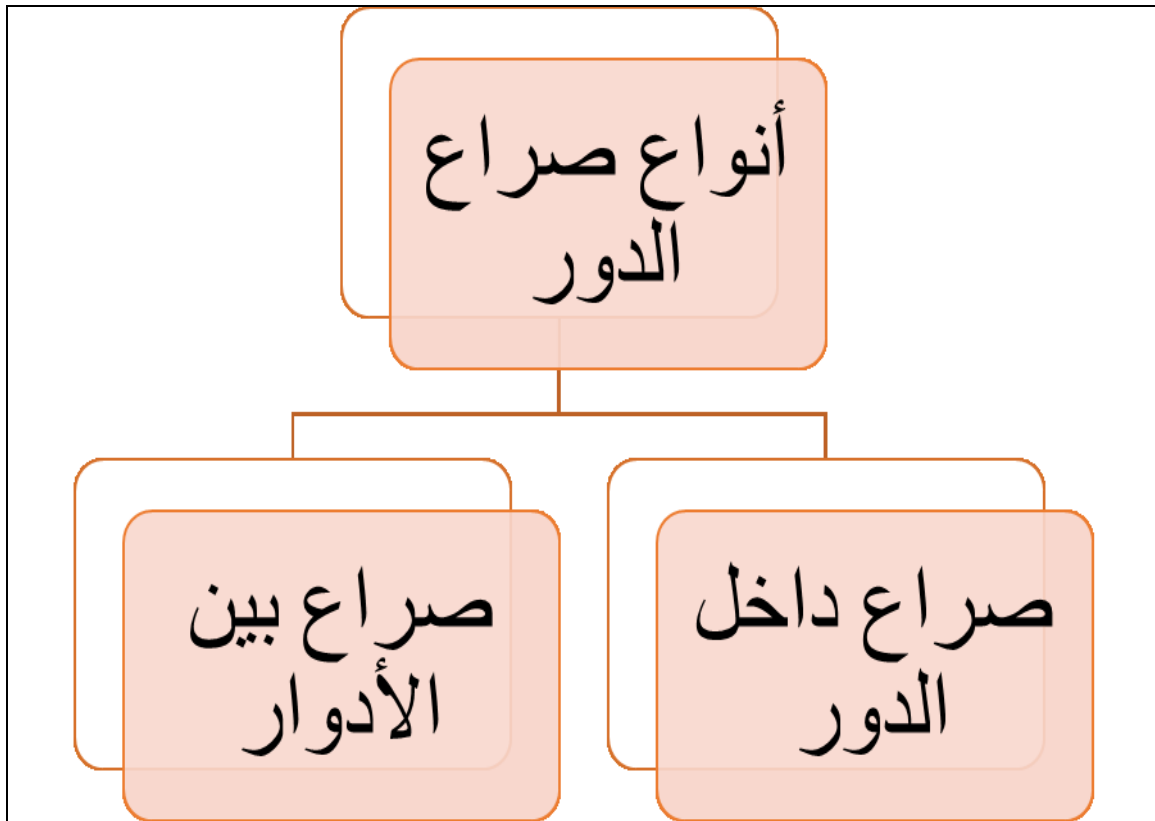 أنواع صراع
الدور
صراع داخل
الدور
صراع بين
الأدوار